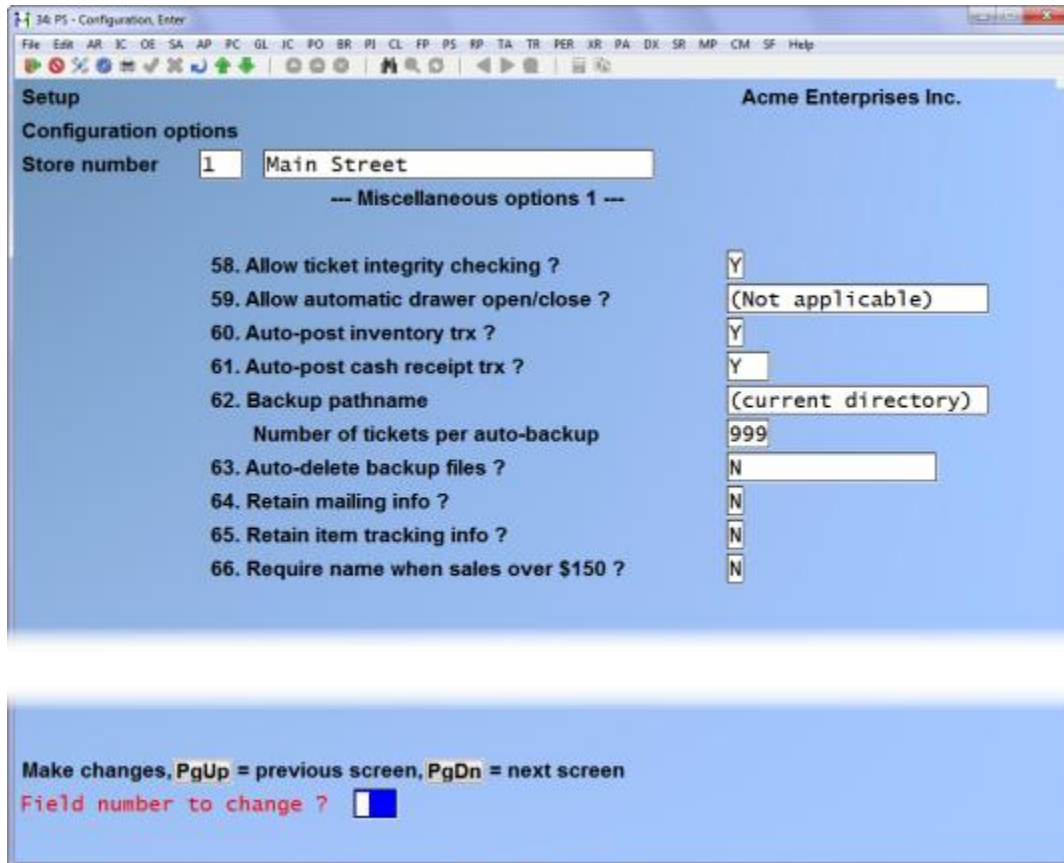 34: PS - Configuration, Enter
File Edit AR IC OE SA AP PC GL JC PO BR PI CL FP PS RP TA TR PER XR PA DX SR MP CM SF Help
Setup Acme Enterprises Inc.
Configuration options
Store number 1 Main Street
--- Miscellaneous options 1 ---
58. Allow ticket integrity checking ? Y
59. Allow automatic drawer open/close ? (Not applicable)
60. Auto-post inventory trx ? Y
61. Auto-post cash receipt trx ? Y
62. Backup pathname (current directory)
Number of tickets per auto-backup 999
63. Auto-delete backup files ? N
64. Retain mailing info ? N
65. Retain item tracking info ? N
66. Require name when sales over $150 ? N
Make changes, PgUp = previous screen, PgDn = next screen
Field number to change ?